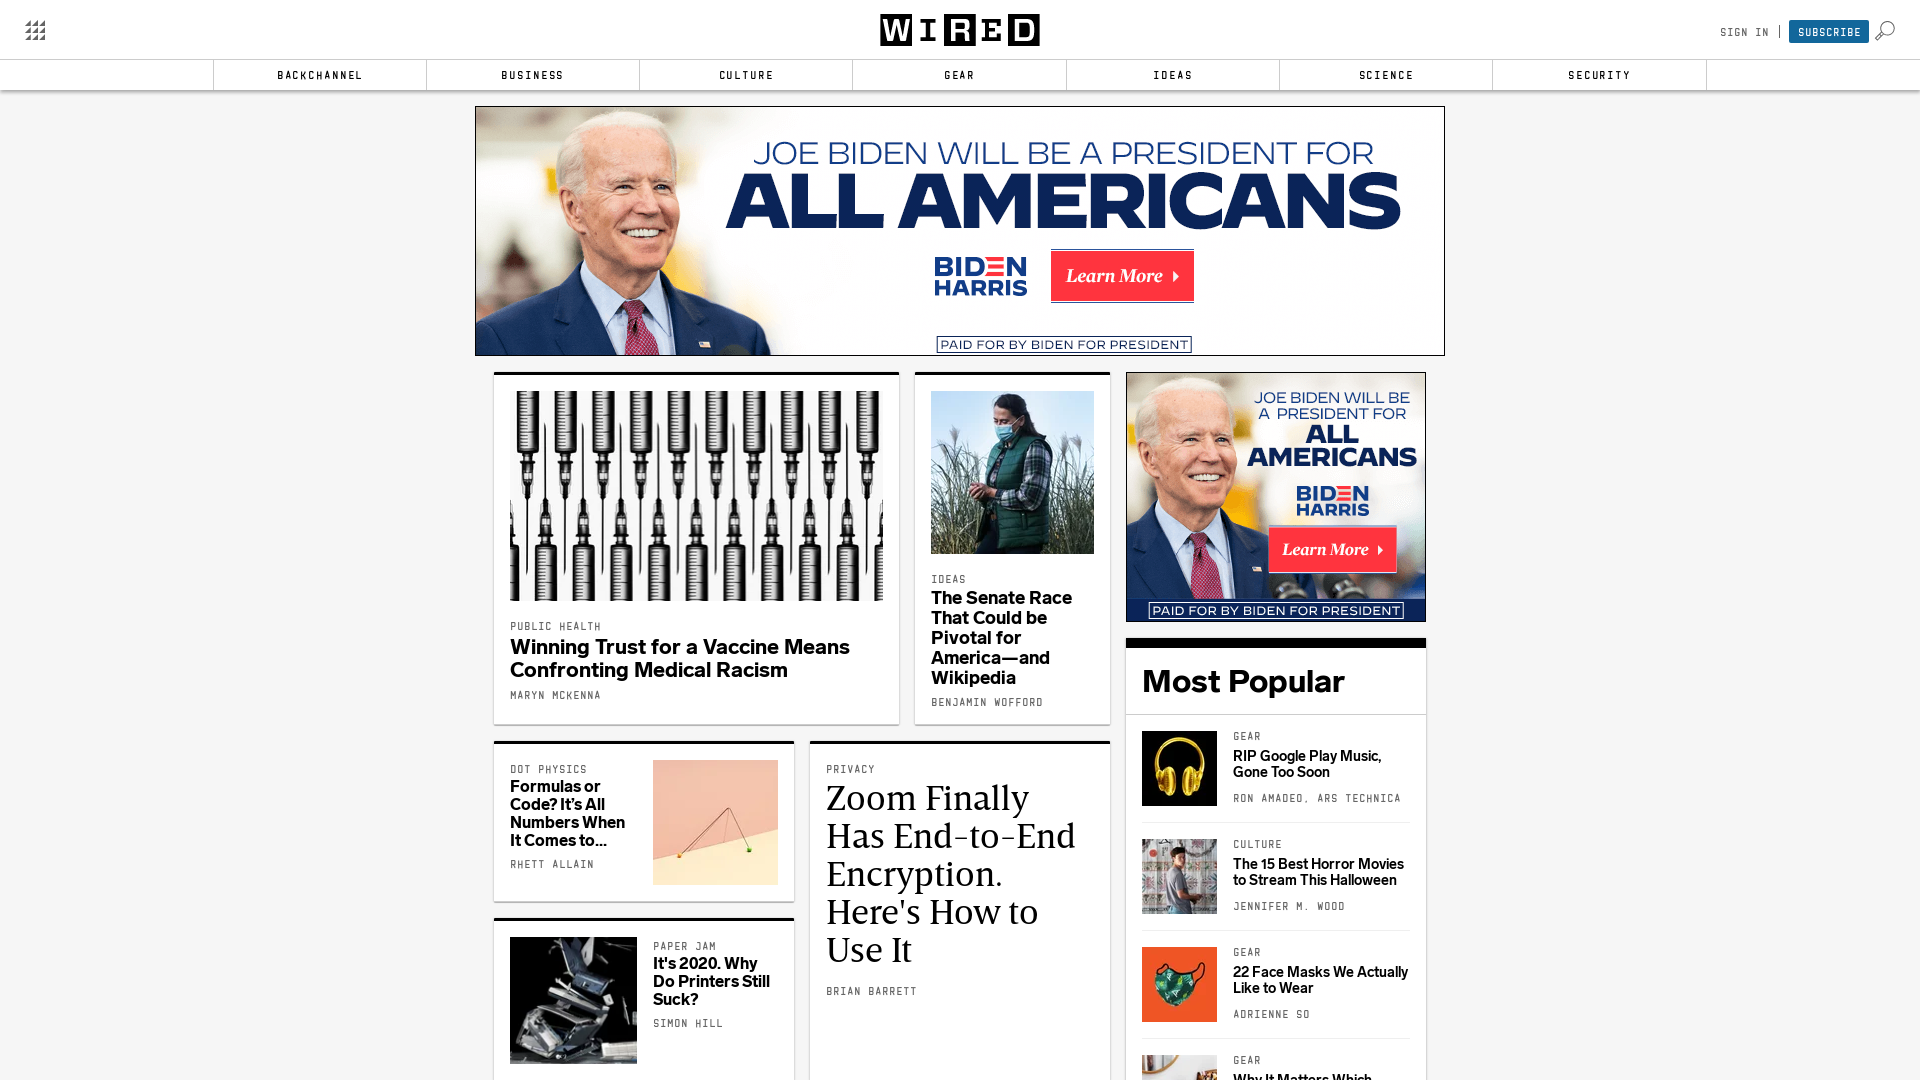 WIRED
SIGN IN
SUBSCRIBE
BACKCHANNEL
BUSINESS
CULTURE
GEAR
IDEAS
SCIENCE
SECURITY
JOE BIDEN WILL BE A PRESIDENT FOR
ALL AMERICANS
BIDEN
HARRIS
Learn More
PAID FOR BY BIDEN FOR PRESIDENT
PUBLIC HEALTH
Winning Trust for a Vaccine Means
Confronting Medical Racism
MARYN MCKENNA
IDEAS
The Senate Race
That Could be
Pivotal for
America—and
Wikipedia
BENJAMIN WOFFORD
JOE BIDEN WILL BE
A PRESIDENT FOR
ALL
AMERICANS
BIDEN
HARRIS
Learn More
PAID FOR BY BIDEN FOR PRESIDENT
DOT PHYSICS
Formulas or
Code? It's All
Numbers When
It Comes to...
RHETT ALLAIN
PAPER JAM
It's 2020. Why
Do Printers Still
Suck?
SIMON HILL
PRIVACY
Zoom Finally
Has End-to-End
Encryption.
Here's How to
Use It
BRIAN BARRETT
Most Popular
GEAR
RIP Google Play Music,
Gone Too Soon
RON AMADEO, ARS TECHNICA
CULTURE
The 15 Best Horror Movies
to Stream This Halloween
JENNIFER M. WOOD
GEAR
22 Face Masks We Actually
Like to Wear
ADRIENNE SO
GEAR
Why It Matters Which